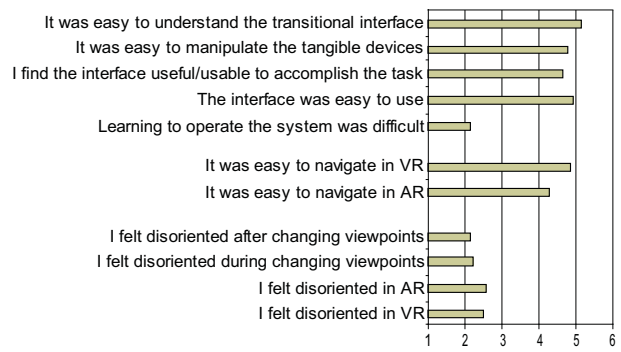 It was easy to understand the transitional interface
It was easy to manipulate the tangible devices
I find the interface useful/usable to accomplish the task
The interface was easy to use
Learning to operate the system was difficult
It was easy to navigate in VR
It was easy to navigate in AR
I felt disoriented after changing viewpoints
I felt disoriented during changing viewpoints
I felt disoriented in AR
I felt disoriented in VR
1 2 3 4 5 6